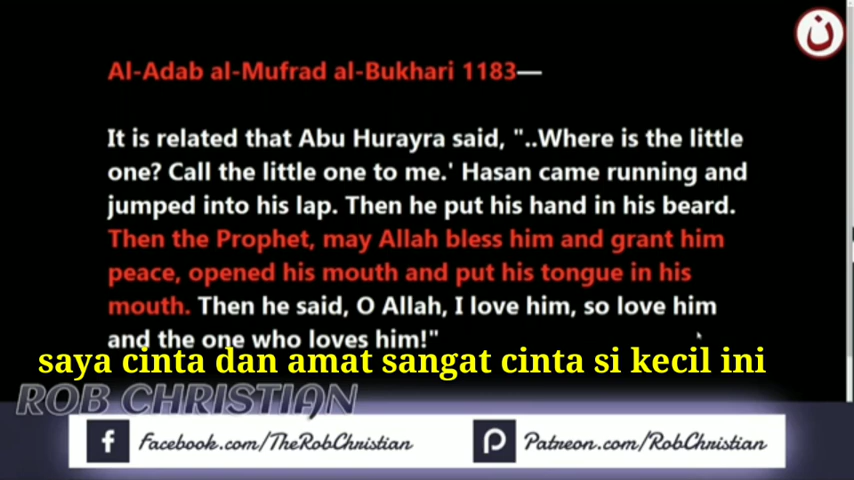 ن
Al-Adab al-Mufrad al-Bukhari 1183—
It is related that Abu Hurayra said, "..Where is the little
one? Call the little one to me.' Hasan came running and
jumped into his lap. Then he put his hand in his beard.
Then the Prophet, may Allah bless him and grant him
peace, opened his mouth and put his tongue in his
mouth. Then he said, O Allah, I love him, so love him
and the one who loves him!"
saya cinta dan amat sangat cinta si kecil ini
ROB CHRISTIAN
f Facebook.com/TheRobChristian
P Patreon.com/RobChristian